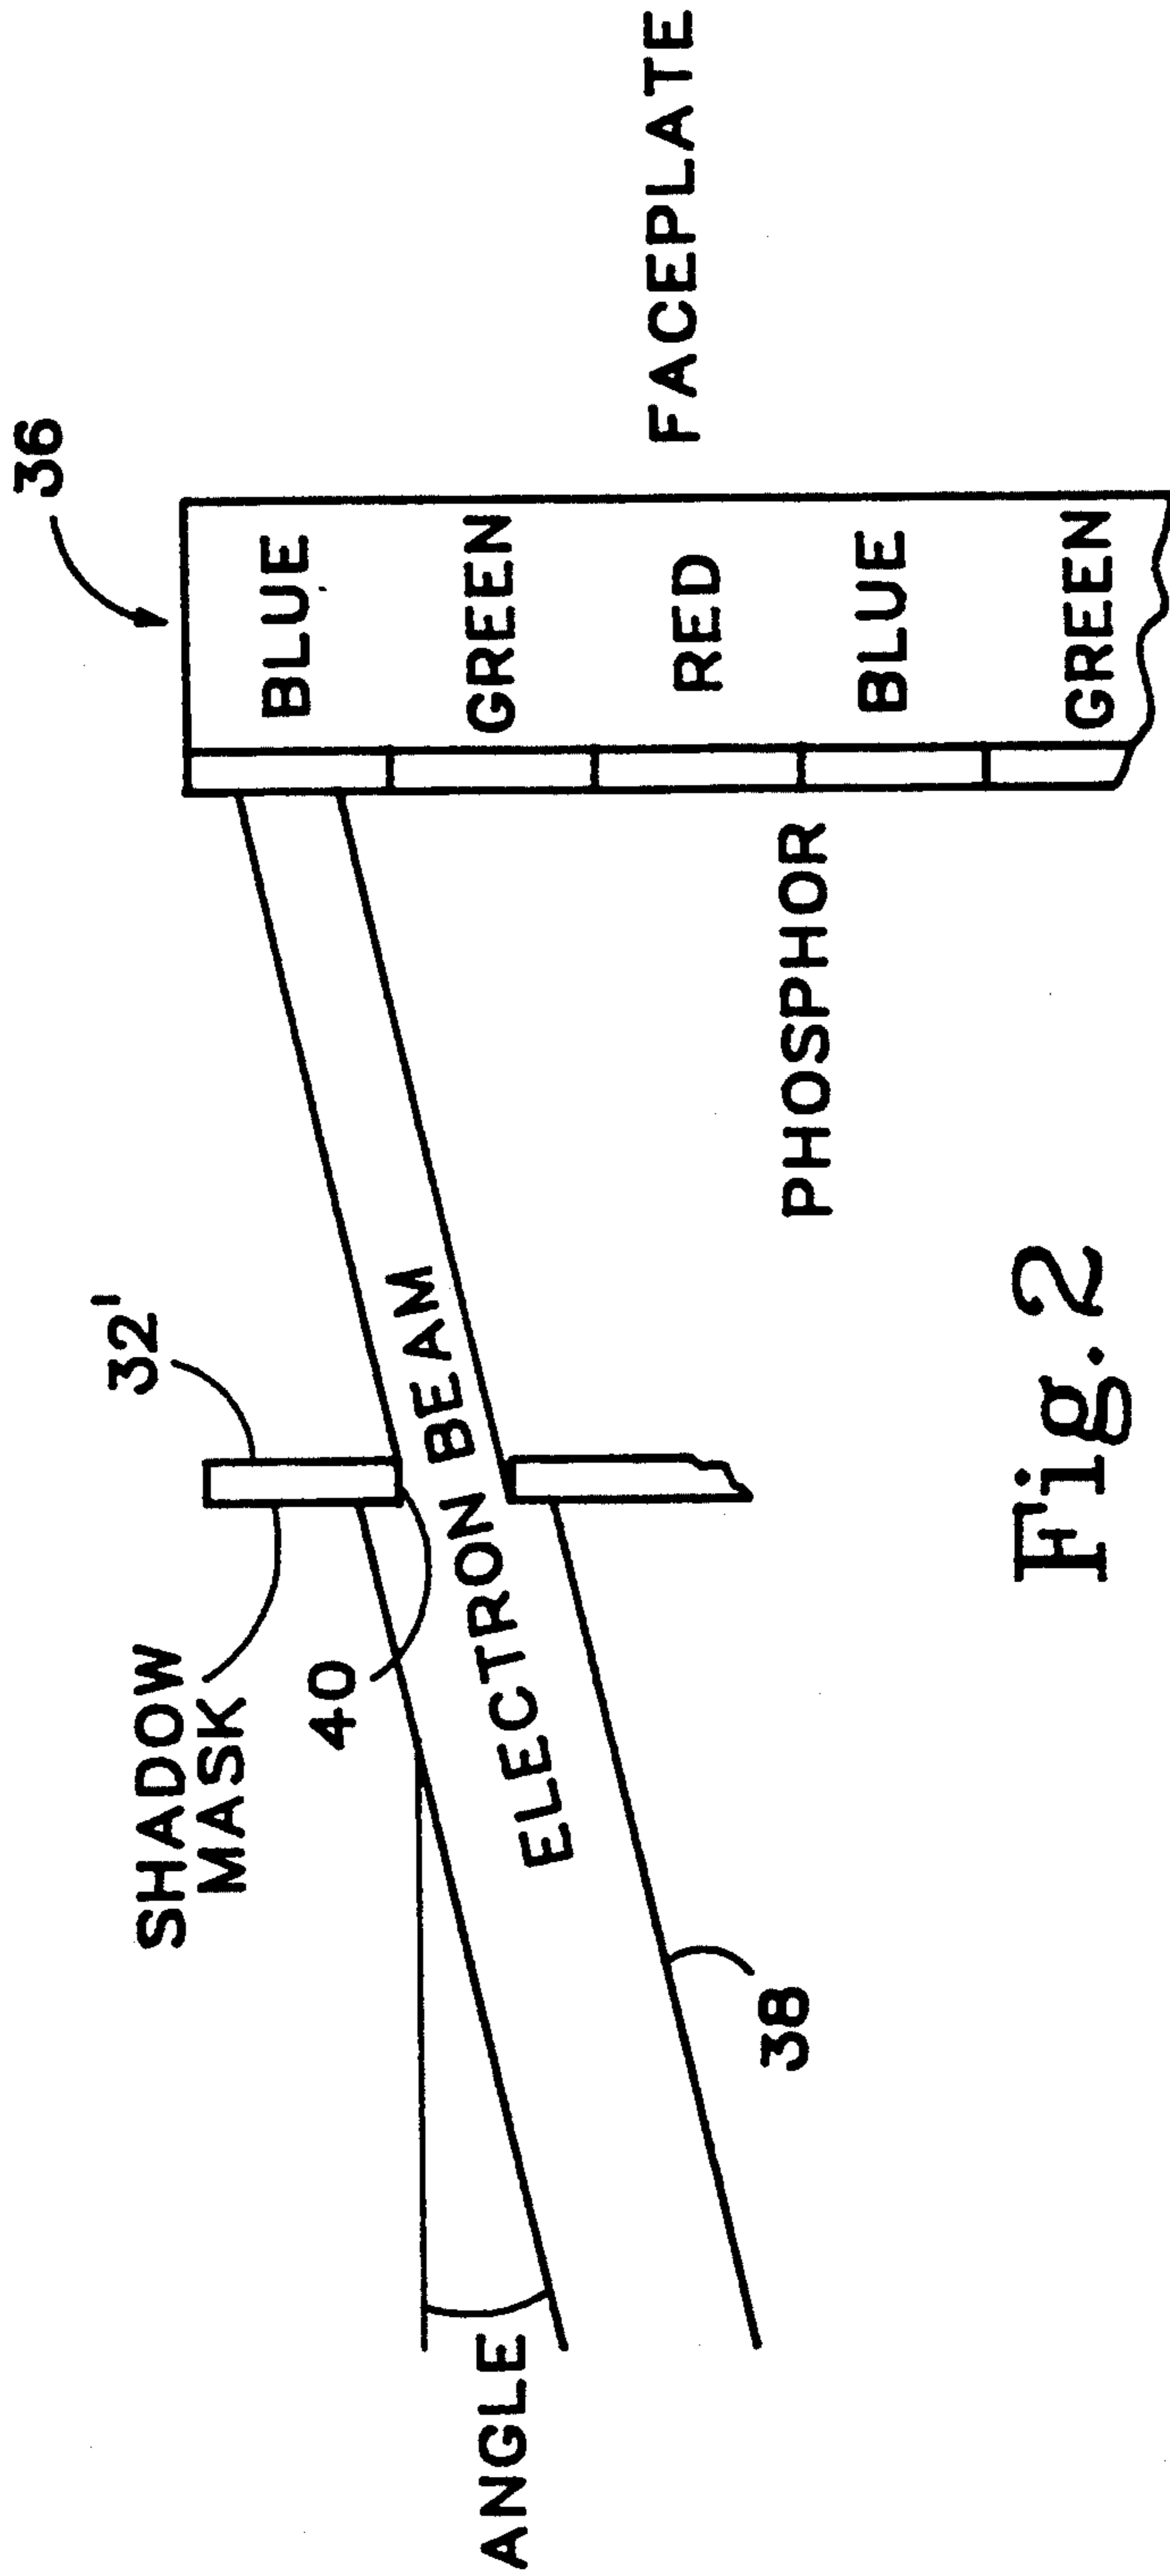 36
BLUE
GREEN
RED
BLUE
GREEN
FACEPLATE
PHOSPHOR
32'
SHADOW
MASK
40
ELECTRON BEAM
38
ANGLE
Fig. 2